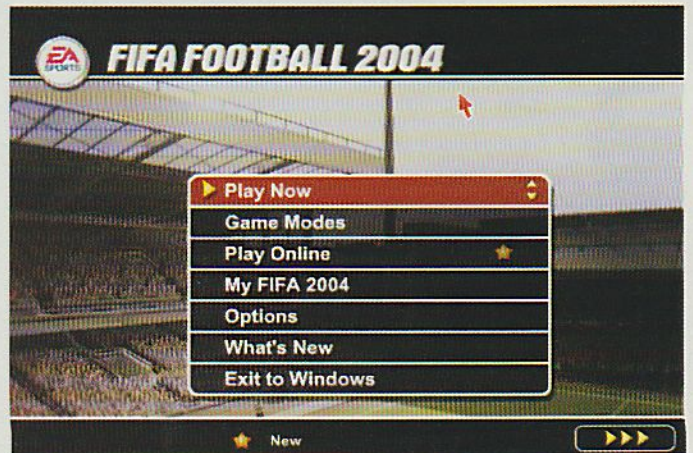 EA
SPORTS
FIFA FOOTBALL 2004
Play Now
Game Modes
Play Online
My FIFA 2004
Options
What's New
Exit to Windows
New